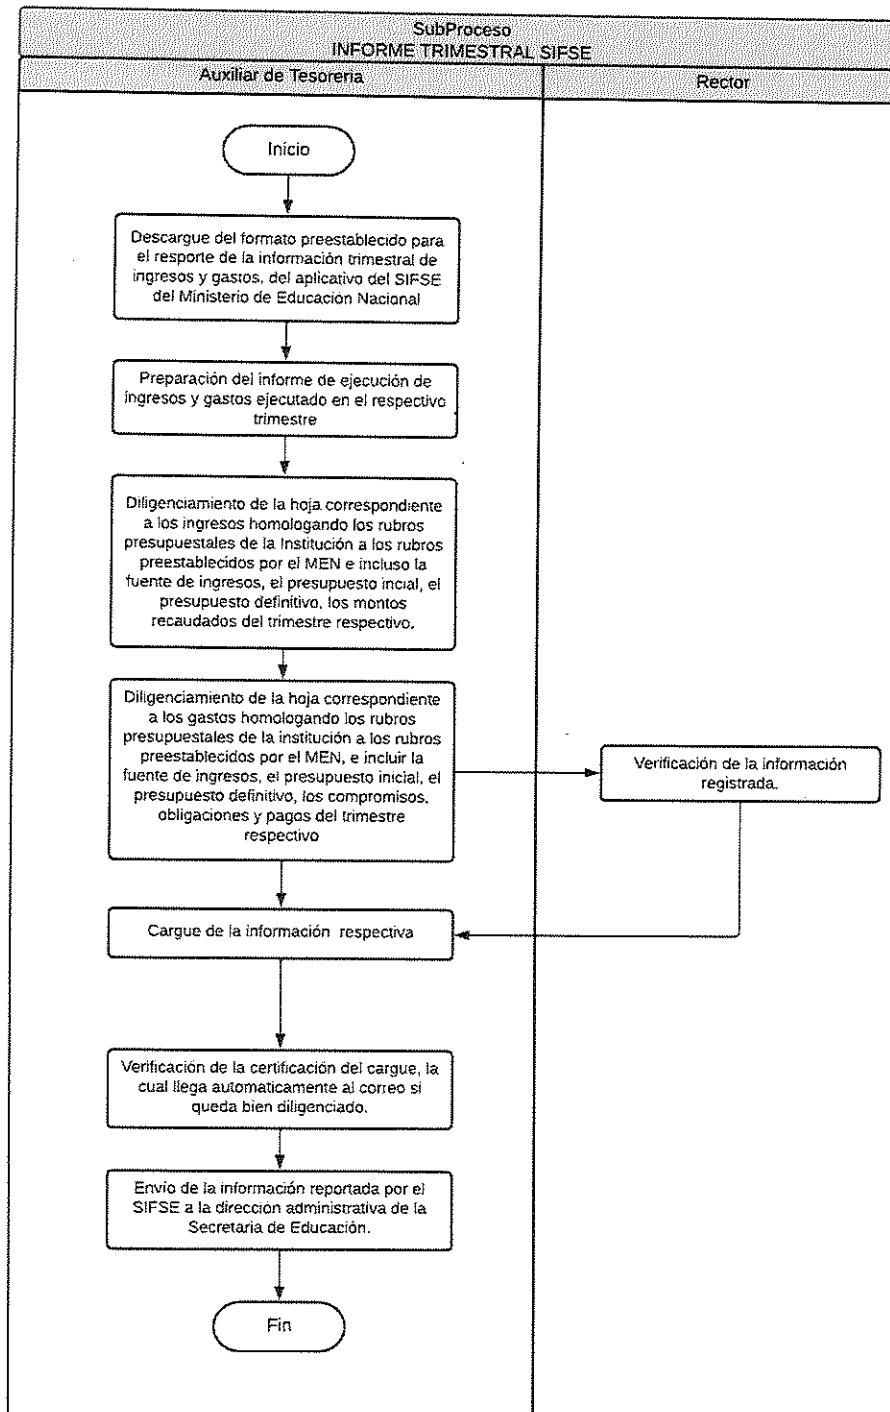 SubProceso
INFORME TRIMESTRAL SIFSE
Auxiliar de Tesoreria
Rector
Inicio
Descargue del formato preestablecido para
el resporte de la información trimestral de
ingresos y gastos, del aplicativo del SIFSE
del Ministerio de Educación Nacional
Preparación del informe de ejecución de
ingresos y gastos ejecutado en el respectivo
trimestre
Diligenciamiento de la hoja correspondiente
a los ingresos homologando los rubros
presupuestales de la Institución a los rubros
preestablecidos por el MEN e incluso la
fuente de ingresos, el presupuesto incial, el
presupuesto definitivo, los montos
recaudados del trimestre respectivo.
Diligenciamiento de la hoja correspondiente
a los gastos homologando los rubros
presupuestales de la institución a los rubros
preestablecidos por el MEN, e incluir la
fuente de ingresos, el presupuesto inicial, el
presupuesto definitivo, los compromisos,
obligaciones y pagos del trimestre
respectivo
Verificación de la información
registrada.
Cargue de la información respectiva
Verificación de la certificación del cargue, la
cual llega automaticamente al correo si
queda bien diligenciado.
Envío de la información reportada por el
SIFSE a la dirección administrativa de la
Secretaria de Educación.
Fin